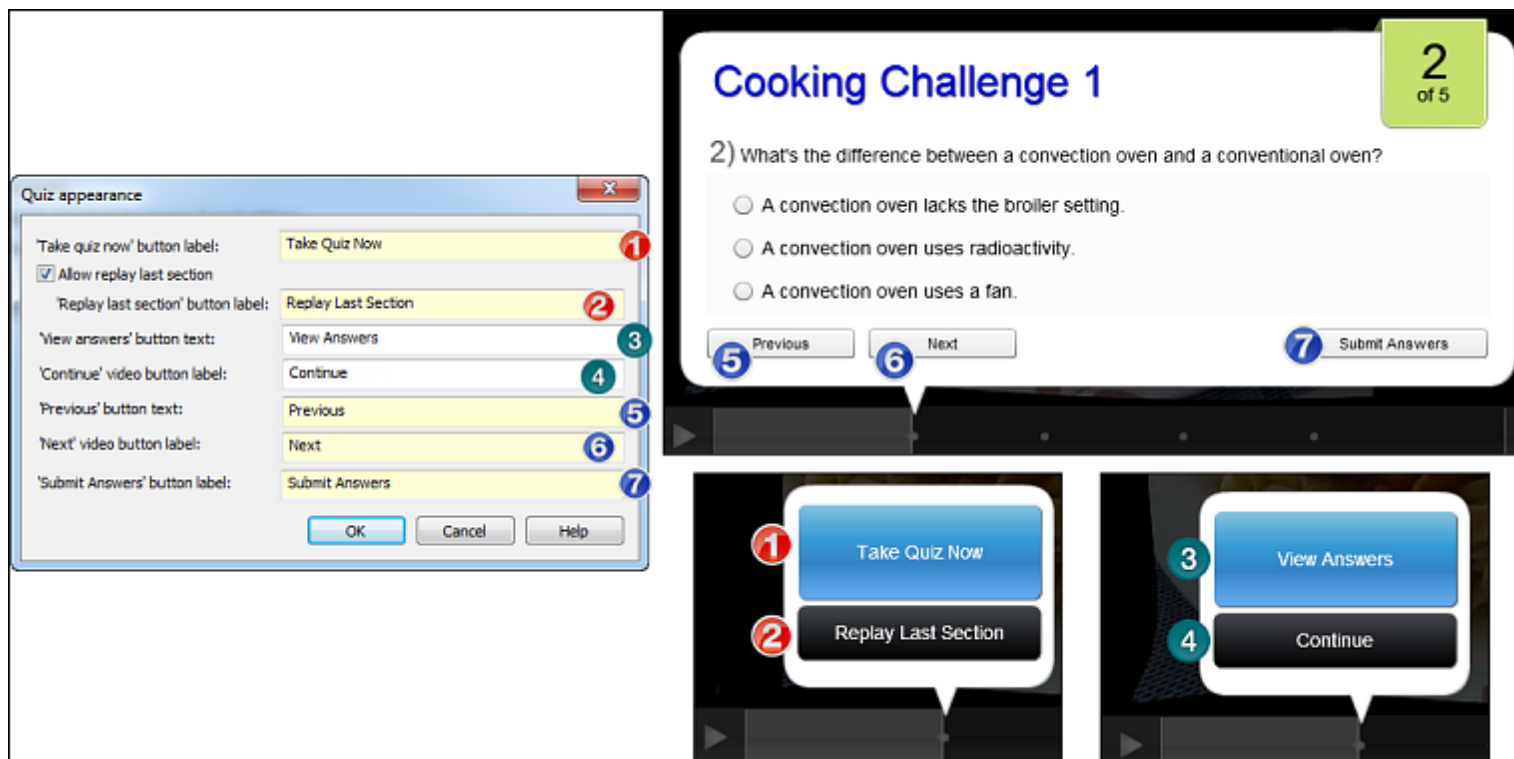 Quiz appearance
'Take quiz now' button label: Take Quiz Now 1
Allow replay last section
'Replay last section' button label: Replay Last Section 2
'View answers' button text: View Answers 3
'Continue' video button label: Continue 4
'Previous' button text: Previous 5
'Next' video button label: Next 6
'Submit Answers' button label: Submit Answers 7
OK Cancel Help
Cooking Challenge 1
2
of 5
2) What's the difference between a convection oven and a conventional oven?
A convection oven lacks the broiler setting.
A convection oven uses radioactivity.
A convection oven uses a fan.
5 Previous 6 Next 7 Submit Answers
1 Take Quiz Now
2 Replay Last Section
3 View Answers
4 Continue